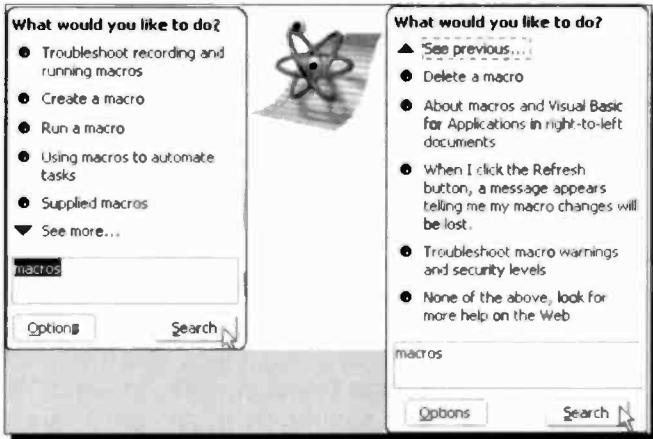 What would you like to do?
Troubleshoot recording and
running macros
Create a macro
Run a macro
Using macros to automate
tasks
Supplied macros
See more...
macros
Options
Search
What would you like to do?
See previous...
Delete a macro
About macros and Visual Basic
for Applications in right-to-left
documents
When I click the Refresh
button, a message appears
telling me my macro changes will
be lost.
Troubleshoot macro warnings
and security levels
None of the above, look for
more help on the Web
macros
Options
Search